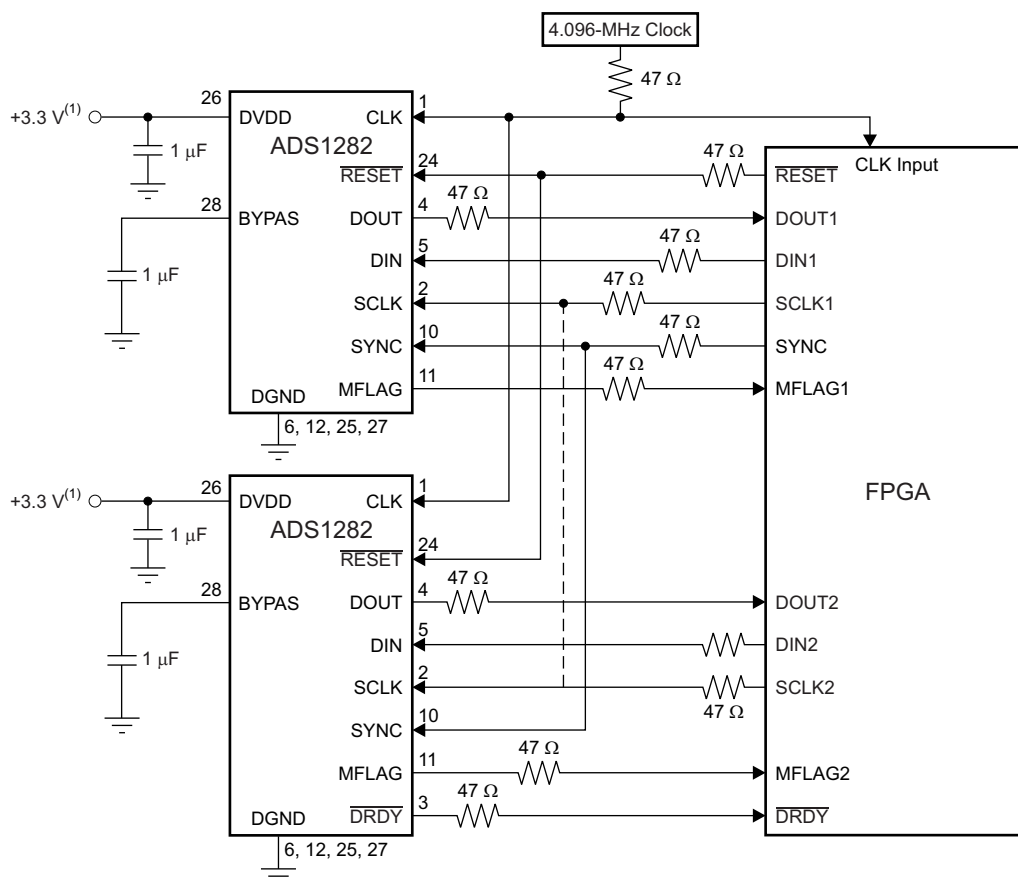 4.096-MHz Clock
47 Ω
+3.3 V(1)
26
DVDD
CLK
1
ADS1282
1 μF
RESET
24
47 Ω
RESET
CLK Input
28
BYPAS
DOUT
4
47 Ω
DOUT1
1 μF
DIN
5
47 Ω
DIN1
SCLK
2
47 Ω
SCLK1
SYNC
10
47 Ω
SYNC
MFLAG
11
47 Ω
MFLAG1
DGND
6, 12, 25, 27
FPGA
+3.3 V(1)
26
DVDD
CLK
1
ADS1282
1 μF
RESET
24
28
BYPAS
DOUT
4
47 Ω
DOUT2
1 μF
DIN
5
DIN2
SCLK
2
47 Ω
SCLK2
SYNC
10
MFLAG
11
47 Ω
MFLAG2
DGND
DRDY
3
47 Ω
DRDY
6, 12, 25, 27